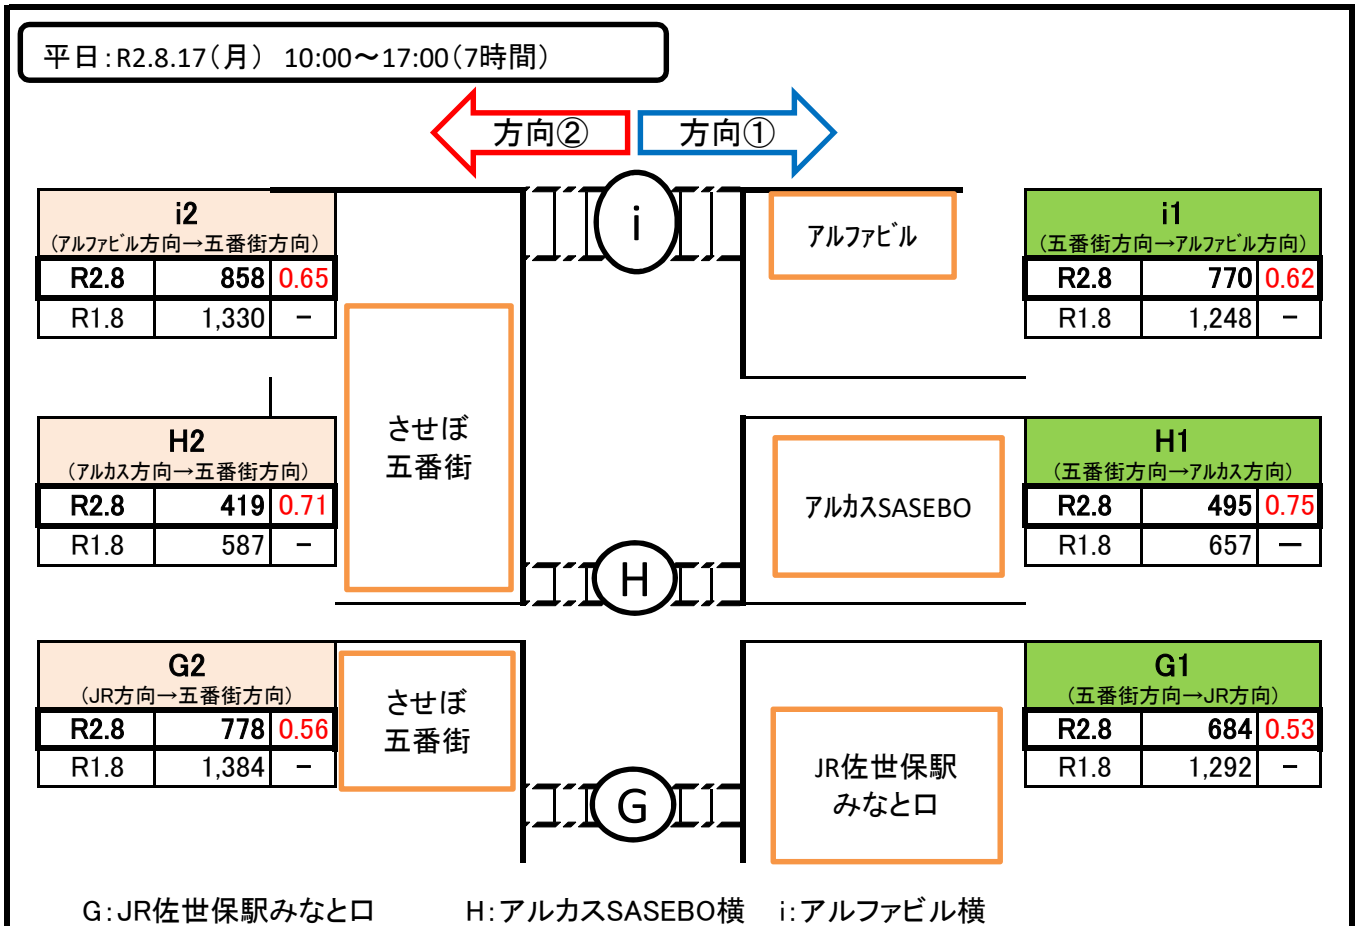 平日:R2.8.17(月) 10:00~17:00(7時間)
方向② 方向①
i2
(アルファビル方向→五番街方向)
R2.8 858 0.65
R1.8 1,330 −
i
アルファビル
i1
(五番街方向→アルファビル方向)
R2.8 770 0.62
R1.8 1,248 −
H2
(アルカス方向→五番街方向)
R2.8 419 0.71
R1.8 587 −
させぼ
五番街
H
アルカスSASEBO
H1
(五番街方向→アルカス方向)
R2.8 495 0.75
R1.8 657 ー
G2
(JR方向→五番街方向)
R2.8 778 0.56
R1.8 1,384 −
させぼ
五番街
G
JR佐世保駅
みなと口
G1
(五番街方向→JR方向)
R2.8 684 0.53
R1.8 1,292 −
G:JR佐世保駅みなと口 H:アルカスSASEBO横 i:アルファビル横